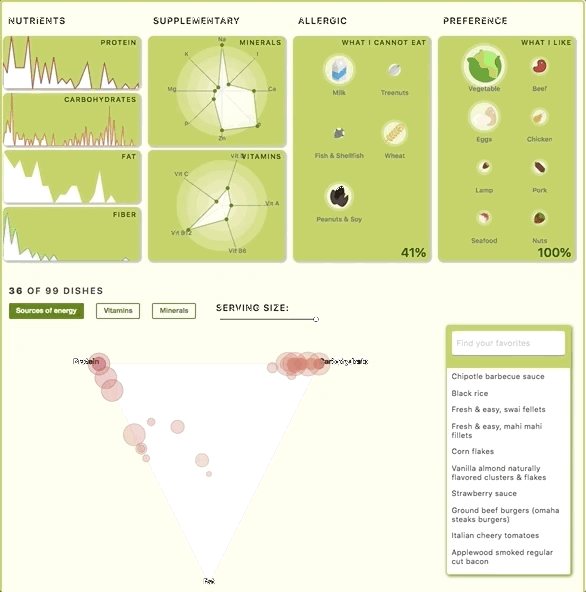 NUTRIENTS
SUPPLEMENTARY
ALLERGIC
PREFERENCE
PROTEIN
CARBOHYDRATES
FAT
FIBER
MINERALS
Na
K
I
Mg
Ca
P
Zn
VITAMINS
Vit C
Vit A
Vit B12
Vit B6
WHAT I CANNOT EAT
Milk
Treenuts
Fish & Shellfish
Wheat
Peanuts & Soy
41%
WHAT I LIKE
Vegetable
Beef
Eggs
Chicken
Lamp
Pork
Seafood
Nuts
100%
36 OF 99 DISHES
Sources of energy
Vitamins
Minerals
SERVING SIZE:
Protein
Carbohydrate
Fat
Find your favorites
Chipotle barbecue sauce
Black rice
Fresh & easy, swai fellets
Fresh & easy, mahi mahi
fillets
Corn flakes
Vanilla almond naturally
flavored clusters & flakes
Strawberry sauce
Ground beef burgers (omaha
steaks burgers)
Italian cheery tomatoes
Applewood smoked regular
cut bacon